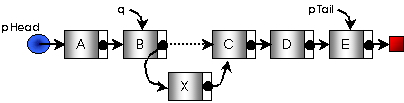 q
pTail
pHead
A B C D E
X